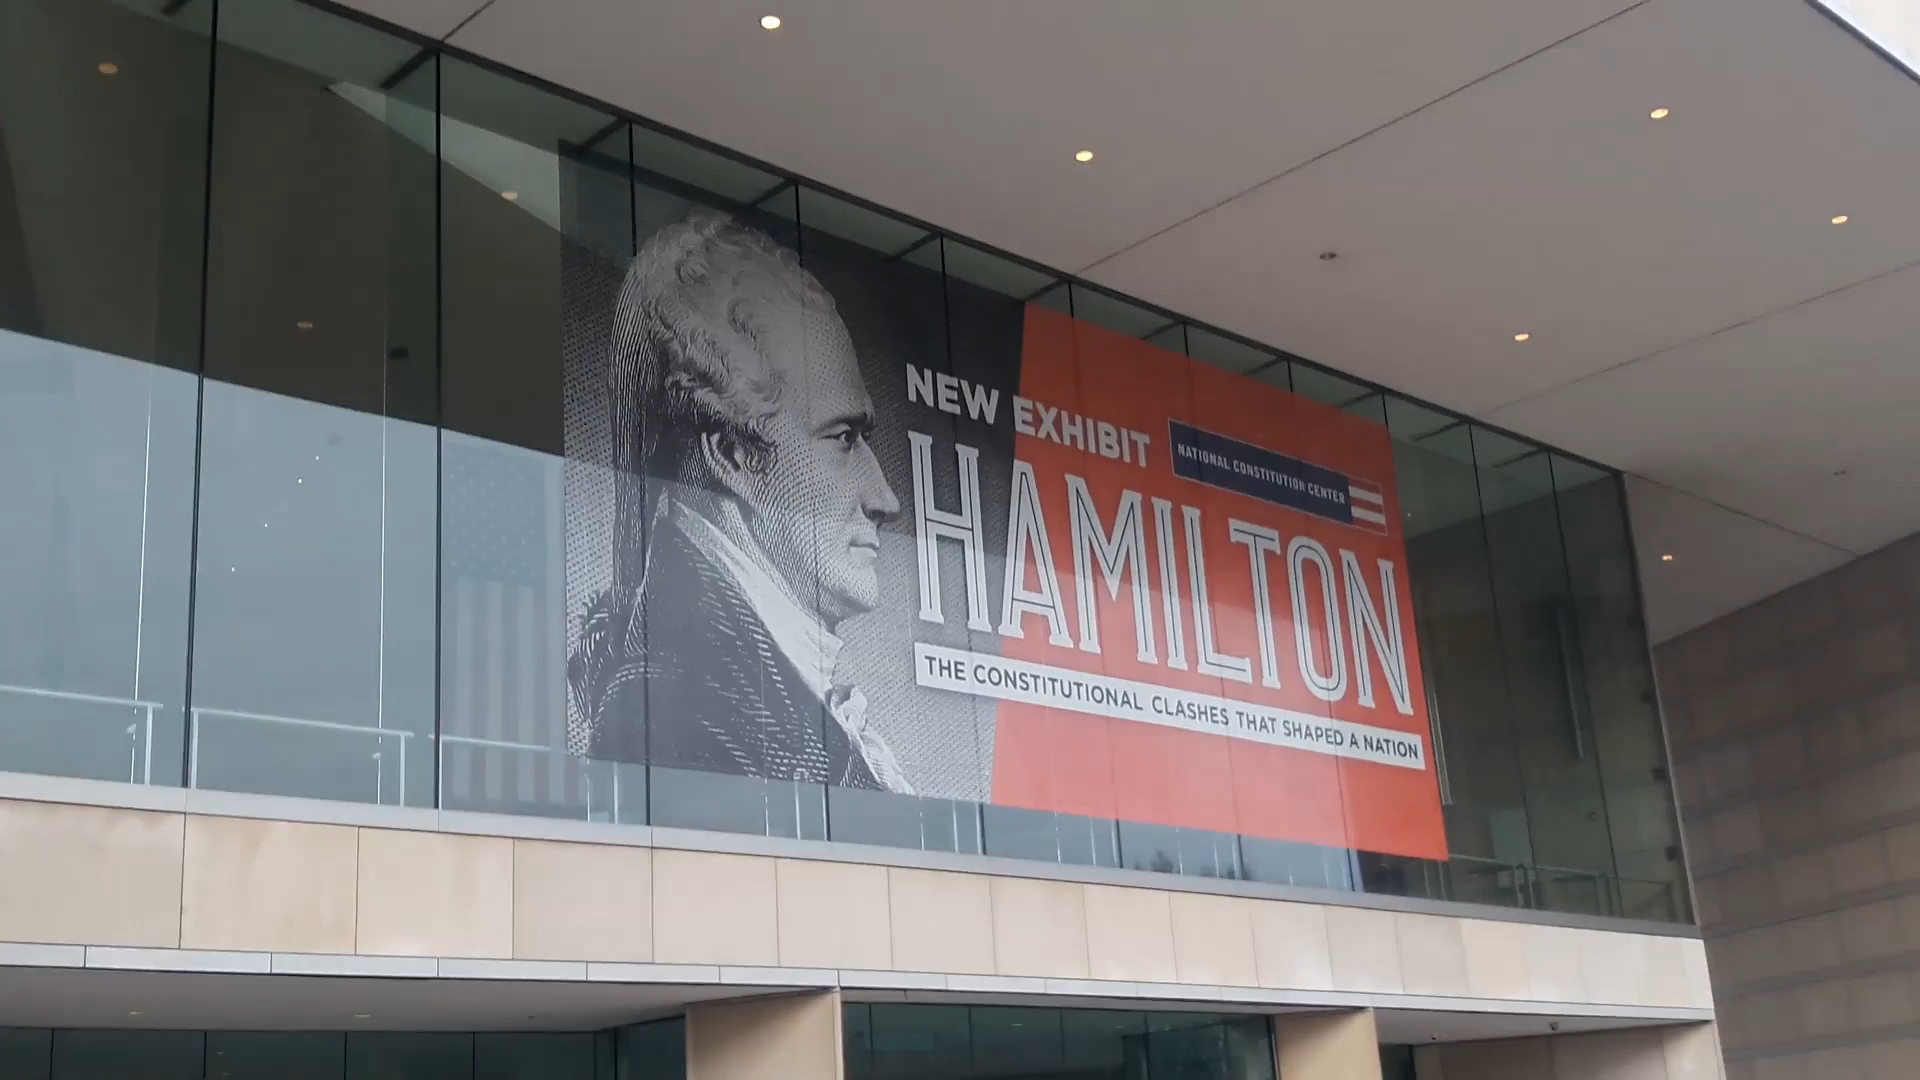 NEW EXHIBIT
NATIONAL CONSTITUTION CENTER
HAMILTON
THE CONSTITUTIONAL CLASHES THAT SHAPED A NATION